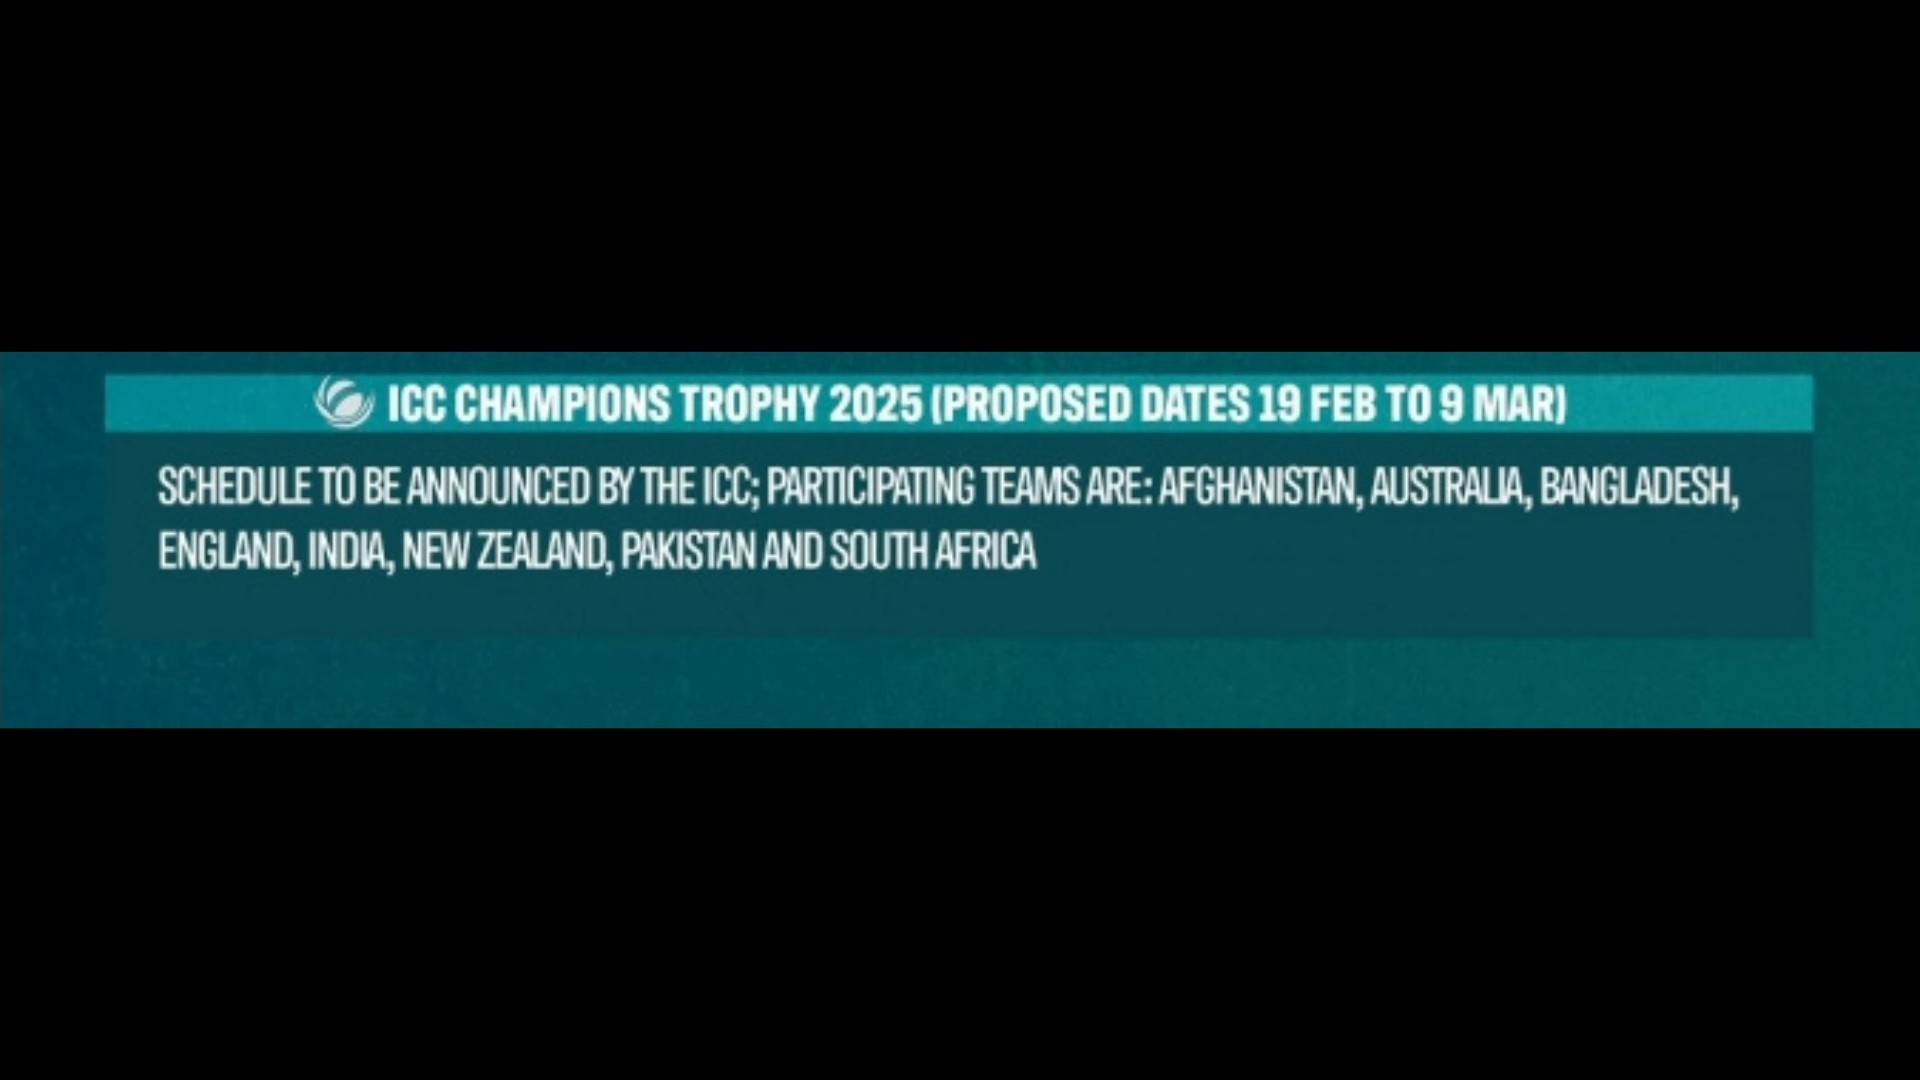 ICC CHAMPIONS TROPHY 2025 (PROPOSED DATES 19 FEB TO 9 MAR)
SCHEDULE TO BE ANNOUNCED BY THE ICC; PARTICIPATING TEAMS ARE: AFGHANISTAN, AUSTRALIA, BANGLADESH,
ENGLAND, INDIA, NEW ZEALAND, PAKISTAN AND SOUTH AFRICA